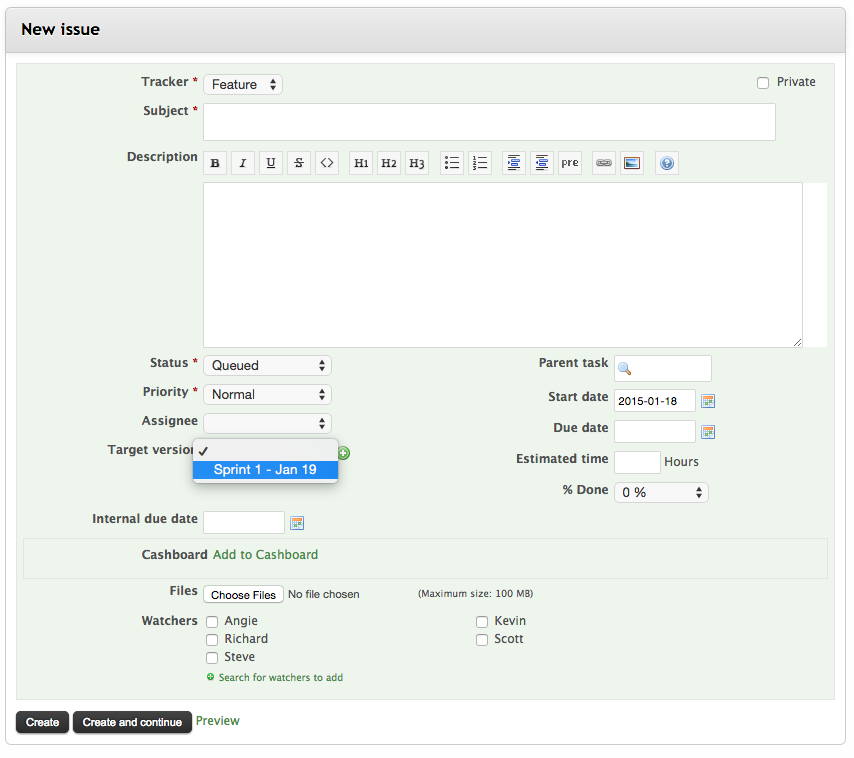 New issue
Tracker * Feature Private
Subject *
Description B I U S <> H1 H2 H3 pre
Status * Queued Parent task
Priority * Normal Start date 2015-01-18
Assignee Due date
Target version
Sprint 1 - Jan 19 Estimated time Hours
% Done 0 %
Internal due date
Cashboard Add to Cashboard
Files Choose Files No file chosen (Maximum size: 100 MB)
Watchers Angie Kevin
Richard Scott
Steve
Search for watchers to add
Create Create and continue Preview